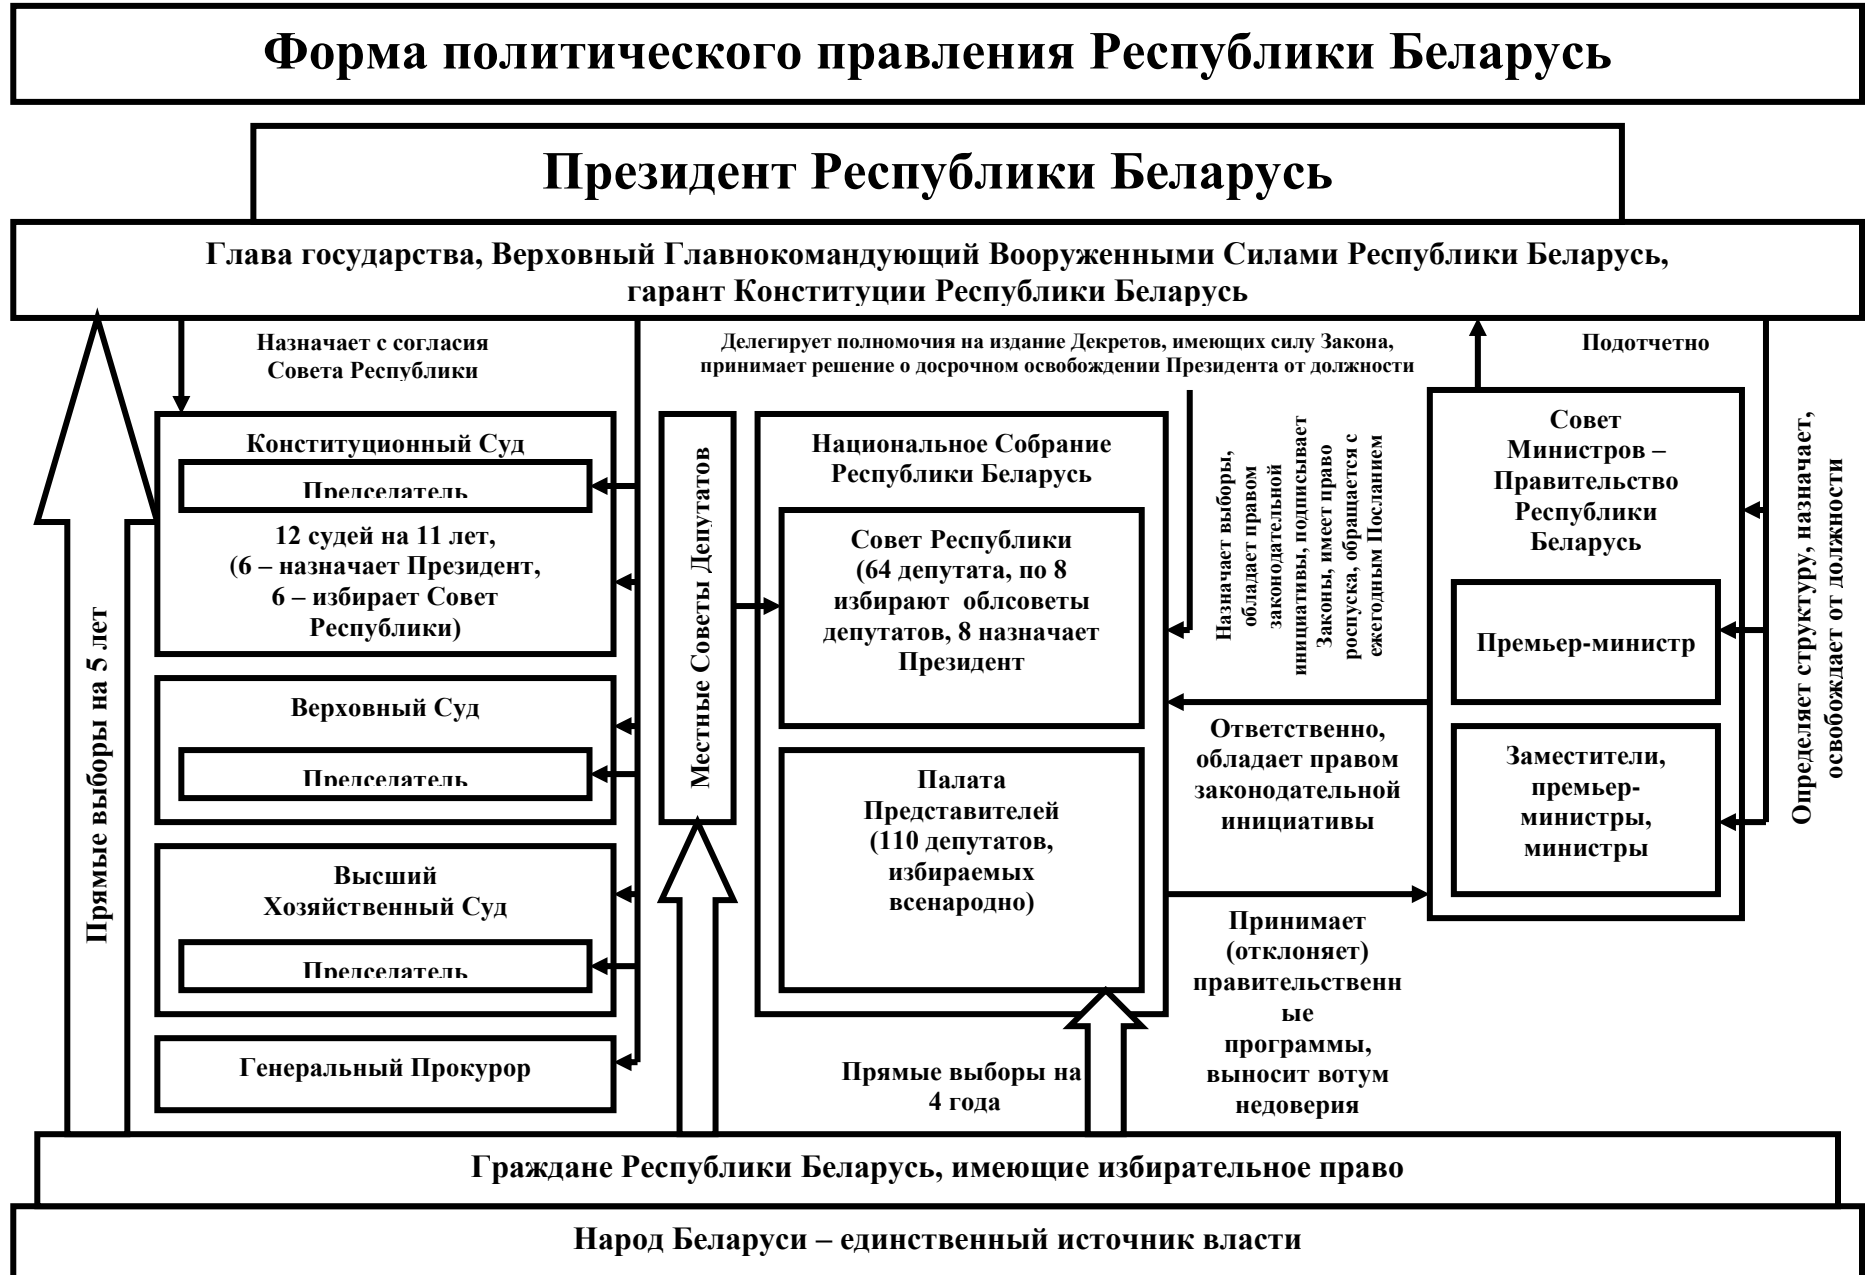 Форма политического правления Республики Беларусь
Президент Республики Беларусь
Глава государства, Верховный Главнокомандующий Вооруженными Силами Республики Беларусь,
гарант Конституции Республики Беларусь
Назначает с согласия
Совета Республики
Делегирует полномочия на издание Декретов, имеющих силу Закона,
принимает решение о досрочном освобождении Президента от должности
Подотчетно
Прямые выборы на 5 лет
Конституционный Суд
Председатель
12 судей на 11 лет,
(6 – назначает Президент,
6 – избирает Совет
Республики)
Верховный Суд
Председатель
Высший
Хозяйственный Суд
Председатель
Генеральный Прокурор
Местные Советы Депутатов
Национальное Собрание
Республики Беларусь
Совет Республики
(64 депутата, по 8
избирают облсоветы
депутатов, 8 назначает
Президент
Палата
Представителей
(110 депутатов,
избираемых
всенародно)
Прямые выборы на
4 года
Назначает выборы,
обладает правом
законодательной
инициативы, подписывает
Законы, имеет право
роспуска, обращается с
ежегодным Посланием
Ответственно,
обладает правом
законодательной
инициативы
Принимает
(отклоняет)
правительственн
ые
программы,
выносит вотум
недоверия
Совет
Министров –
Правительство
Республики
Беларусь
Премьер-министр
Заместители,
премьер-
министры,
министры
Определяет структуру, назначает,
освобождает от должности
Граждане Республики Беларусь, имеющие избирательное право
Народ Беларуси – единственный источник власти